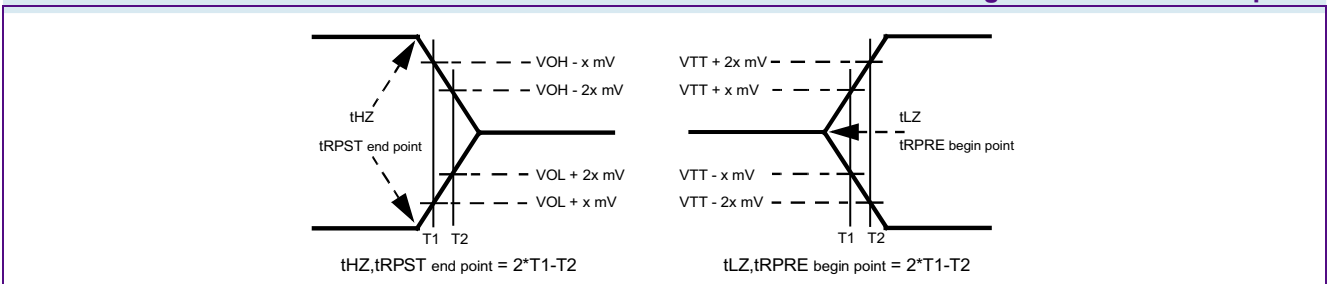 VOH - x mV
VOH - 2x mV
tHZ
tRPST end point
VOL + 2x mV
VOL + x mV
T1 T2
tHZ,tRPST end point = 2*T1-T2
VTT + 2x mV
VTT + x mV
tLZ
tRPRE begin point
VTT - x mV
VTT - 2x mV
T1 T2
tLZ,tRPRE begin point = 2*T1-T2